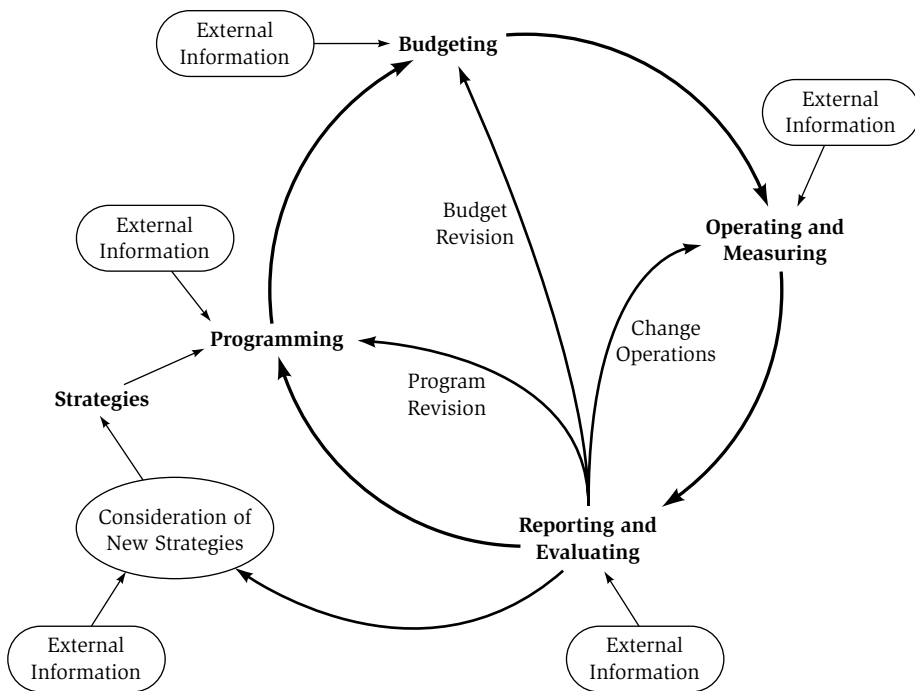 External
Information
Budgeting
External
Information
External
Information
Budget
Revision
Operating and
Measuring
Programming
Change
Operations
Program
Revision
Strategies
Consideration of
New Strategies
Reporting and
Evaluating
External
Information
External
Information